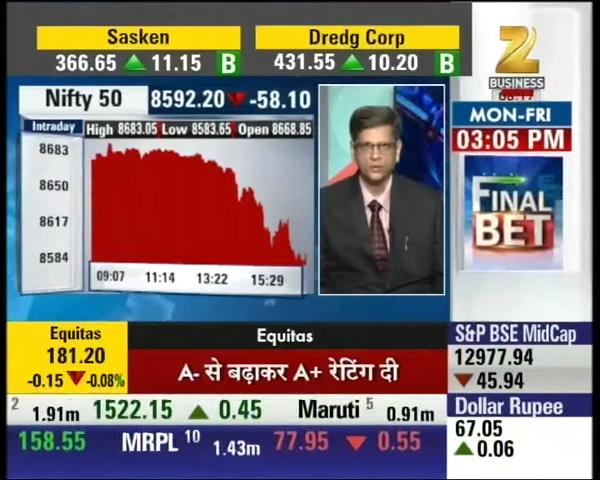 Sasken
366.65 ▲ 11.15 B
Dredg Corp
431.55 ▲ 10.20 B
Z
BUSINESS
Nifty 50 8592.20 ▼ -58.10
Intraday High 8683.05 Low 8583.65 Open 8668.85
8683
8650
8617
8584
09:07 11:14 13:22 15:29
MON-FRI
03:05 PM
FINAL
BET
Equitas
181.20
-0.15 ▼ -0.08%
Equitas
A- से बढ़ाकर A+ रेटिंग दी
S&P BSE MidCap
12977.94
▼ 45.94
Dollar Rupee
67.05
▲ 0.06
2 1.91m 1522.15 ▲ 0.45 Maruti 5 0.91m
158.55 MRPL 10 1.43m 77.95 ▼ 0.55